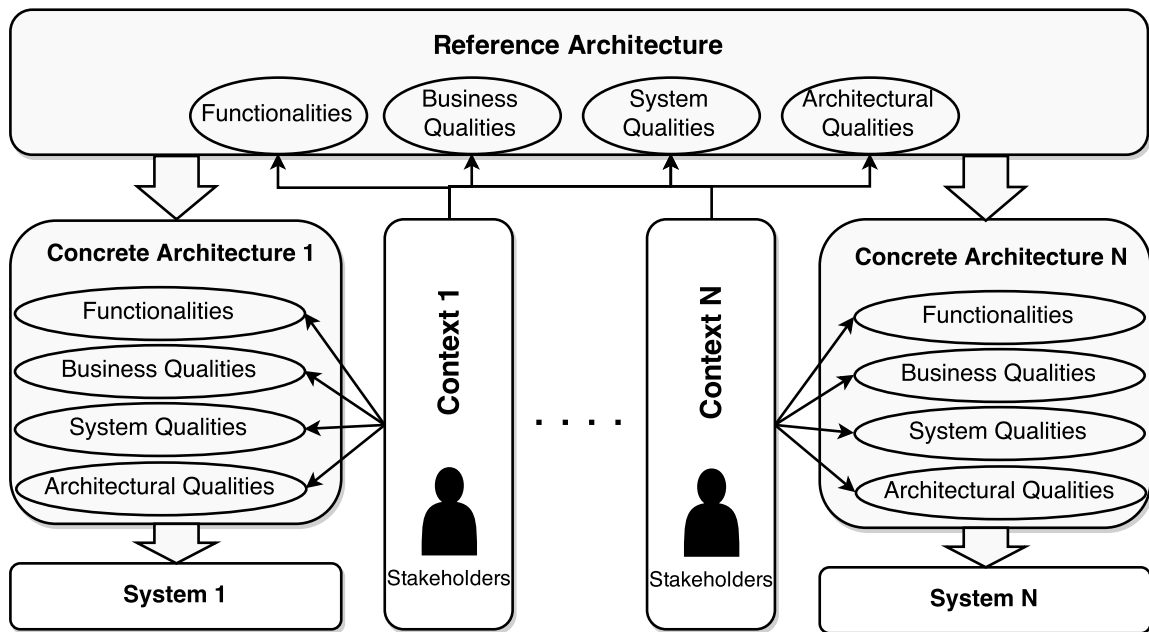 Reference Architecture
Functionalities
Business
Qualities
System
Qualities
Architectural
Qualities
Concrete Architecture 1
Functionalities
Business Qualities
System Qualities
Architectural Qualities
System 1
Context 1
Stakeholders
. . . .
Context N
Stakeholders
Concrete Architecture N
Functionalities
Business Qualities
System Qualities
Architectural Qualities
System N